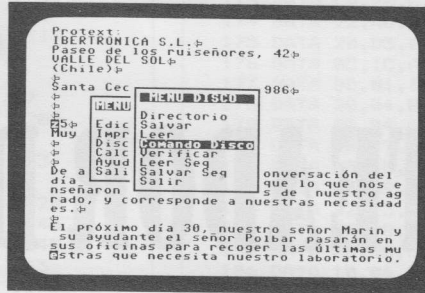 Protext:
IBERTRONICA S.L.
Paseo de los ruiseñores, 42
VALLE DEL SOL
(Chile)
Santa Cec 986
MENU
MENU DISCO
Directorio
Salvar
Leer
Comando Disco
Verificar
Leer Seq
Salvar Seq
Salir
5 Edic
Huy Impr
Disc
Calc
Ayud
Sali
De a onversación del
día que lo que nos e
nseñaron s de nuestro ag
rado, y corresponde a nuestras necesidad
es.
El próximo día 30, nuestro señor Marin y
su ayudante el señor Polbar pasarán en
sus oficinas para recoger las últimas mu
estras que necesita nuestro laboratorio.